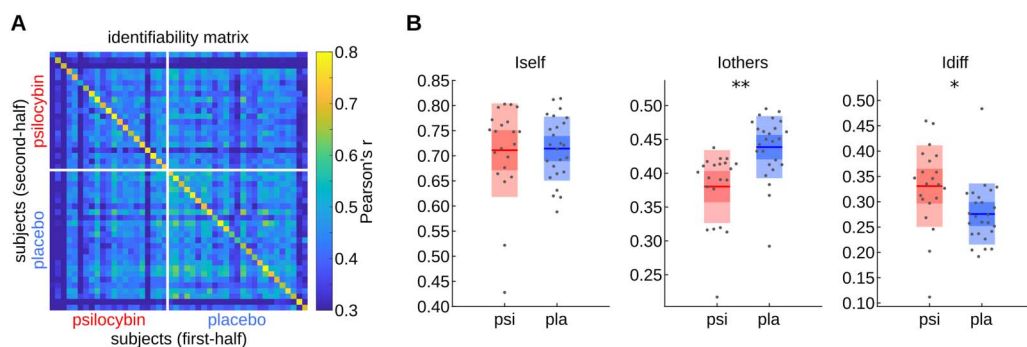 A
identifiability matrix
subjects (second-half)
psilocybin
placebo
psilocybin
placebo
subjects (first-half)
0.8
0.7
0.6
0.5
0.4
0.3
Pearson's r
B
Iself
0.85
0.80
0.75
0.70
0.65
0.60
0.55
0.50
0.45
0.40
psi
pla
Iothers
**
0.50
0.45
0.40
0.35
0.30
0.25
psi
pla
Idiff
*
0.50
0.45
0.40
0.35
0.30
0.25
0.20
0.15
0.10
psi
pla